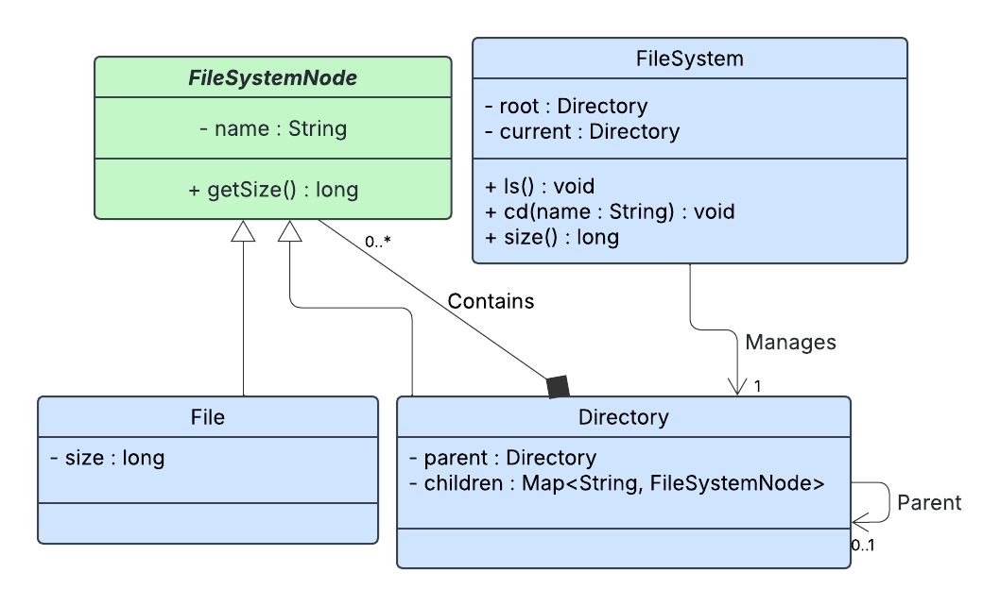 FileSystemNode
- name : String
+ getSize() : long
FileSystem
- root : Directory
- current : Directory
+ ls() : void
+ cd(name : String) : void
+ size() : long
0..*
Contains
Manages
1
File
- size : long
Directory
- parent : Directory
- children : Map<String, FileSystemNode>
Parent
0..1